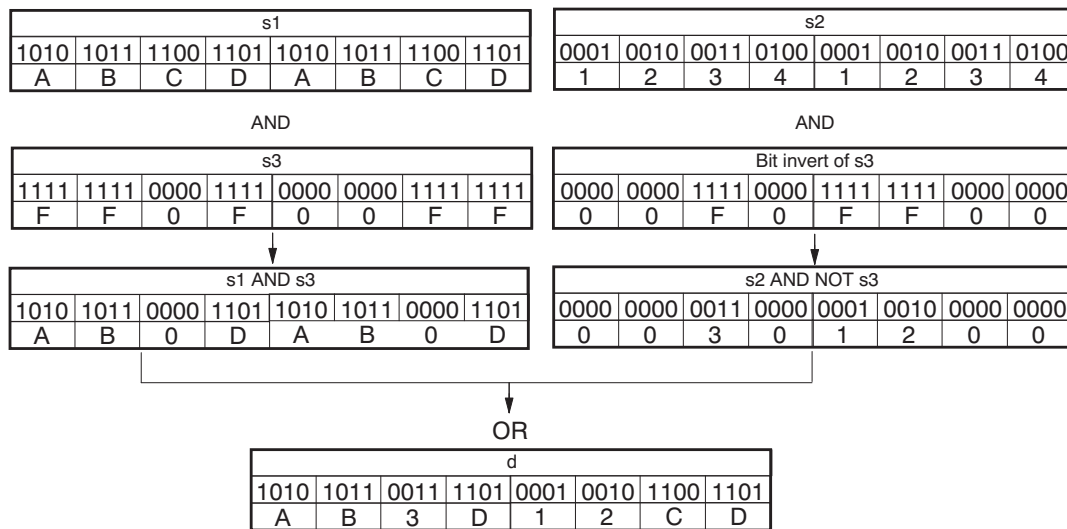 s1
1010 1011 1100 1101 1010 1011 1100 1101
A B C D A B C D
s2
0001 0010 0011 0100 0001 0010 0011 0100
1 2 3 4 1 2 3 4
AND
AND
s3
1111 1111 0000 1111 0000 0000 1111 1111
F F 0 F 0 0 F F
Bit invert of s3
0000 0000 1111 0000 1111 1111 0000 0000
0 0 F 0 F F 0 0
s1 AND s3
1010 1011 0000 1101 1010 1011 0000 1101
A B 0 D A B 0 D
s2 AND NOT s3
0000 0000 0011 0000 0001 0010 0000 0000
0 0 3 0 1 2 0 0
OR
d
1010 1011 0011 1101 0001 0010 1100 1101
A B 3 D 1 2 C D